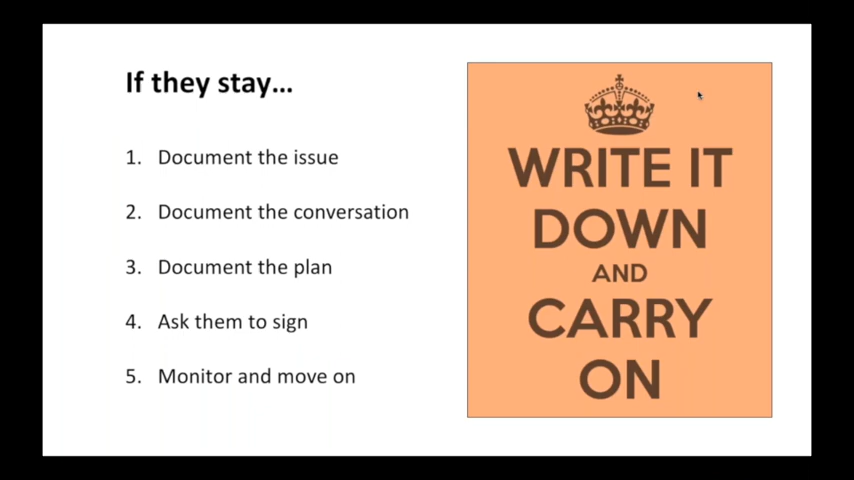 If they stay...
1. Document the issue
2. Document the conversation
3. Document the plan
4. Ask them to sign
5. Monitor and move on
WRITE IT
DOWN
AND
CARRY
ON